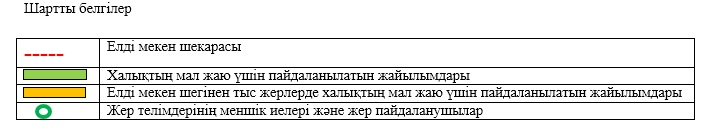 Шартты белгілер
Елді мекен шекарасы
Халықтың мал жаю үшін пайдаланылатын жайылымдары
Елді мекен шегінен тыс жерлерде халықтың мал жаю үшін пайдаланылатын жайылымдары
Жер телімдерінің меншік иелері және жер пайдаланушылар